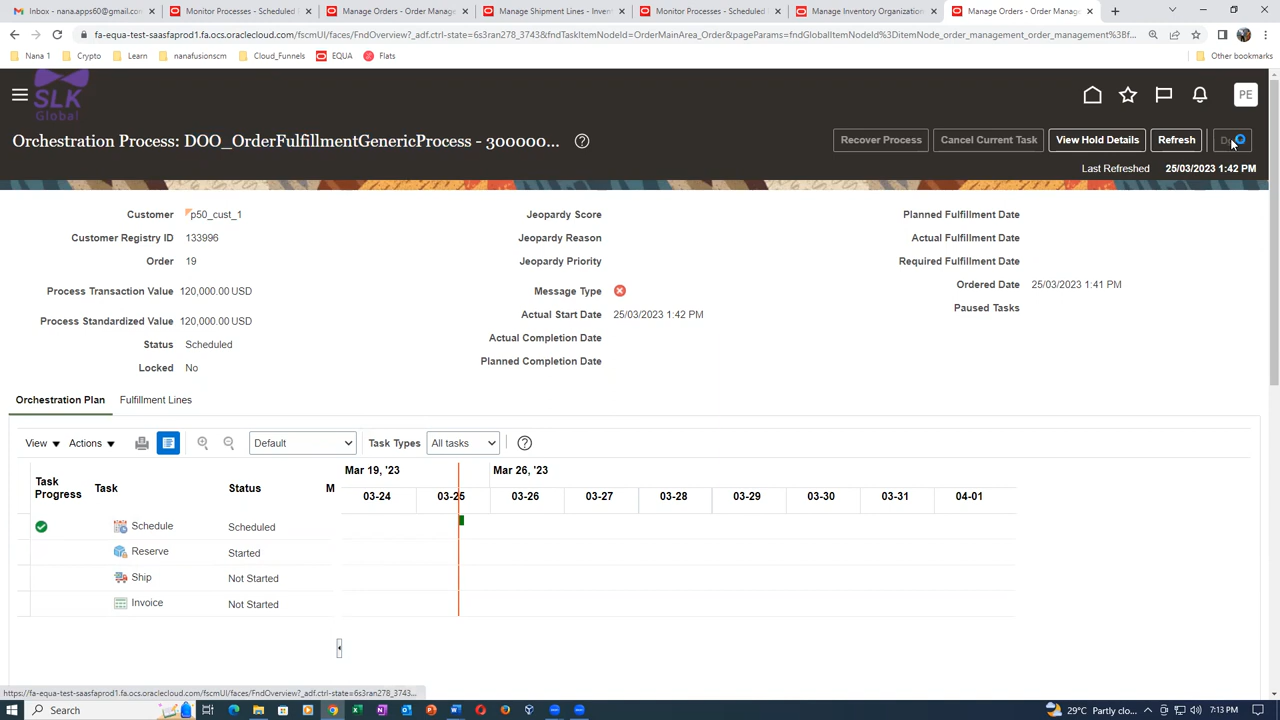 Inbox - nana.apps60@gmail.com
Monitor Processes - Scheduled
Manage Orders - Order Manage
Manage Shipment Lines - Invent
Monitor Processes - Scheduled
Manage Inventory Organization
Manage Orders - Order Manage
fa-equa-test-saasfaprod1.fa.ocs.oraclecloud.com/fscmUI/faces/FndOverview?_adf.ctrl-state=6s3ran278_3743&fndTaskItemNodeId=OrderMainArea_Order&pageParams=fndGlobalItemNodeId%3DitemNode_order_management_order_management%3Bf...
Nana 1 Crypto Learn nanafusionscm Cloud_Funnels EQUA Flats Other bookmarks
SLK
Global
PE
Orchestration Process: DOO_OrderFulfillmentGenericProcess - 300000...
Recover Process Cancel Current Task View Hold Details Refresh
Last Refreshed 25/03/2023 1:42 PM
Customer p50_cust_1 Jeopardy Score Planned Fulfillment Date
Customer Registry ID 133996 Jeopardy Reason Actual Fulfillment Date
Order 19 Jeopardy Priority Required Fulfillment Date
Ordered Date 25/03/2023 1:41 PM
Process Transaction Value 120,000.00 USD Message Type
Paused Tasks
Process Standardized Value 120,000.00 USD Actual Start Date 25/03/2023 1:42 PM
Status Scheduled Actual Completion Date
Locked No Planned Completion Date
Orchestration Plan Fulfillment Lines
View Actions Default Task Types All tasks
Mar 19, '23 Mar 26, '23
Task Progress Task Status M
03-24 03-25 03-26 03-27 03-28 03-29 03-30 03-31 04-01
Schedule Scheduled
Reserve Started
Ship Not Started
Invoice Not Started
https://fa-equa-test-saasfaprod1.fa.ocs.oraclecloud.com/fscmUI/faces/FndOverview?_adf.ctrl-state=6s3ran278_3743...
Search
29°C Partly clo...
7:13 PM